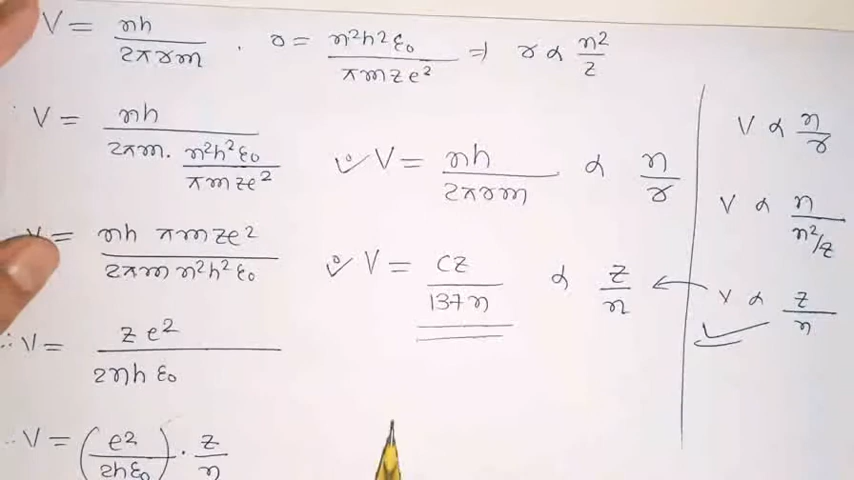 V = nh / 2πrm . r = n²h²ε₀ / πmze² ⇒ r ∝ n² / z
∴ V = nh / 2πm. n²h²ε₀ / πmze²
V = nh πmze² / 2πm n²h²ε₀
∴ V = ze² / 2nhε₀
∴ V = (e² / 2hε₀) . z / n
V = nh / 2πrm ∝ n / r
V = cz / 137n ∝ z / n
V ∝ n / r
V ∝ n / n²/z
V ∝ z / n